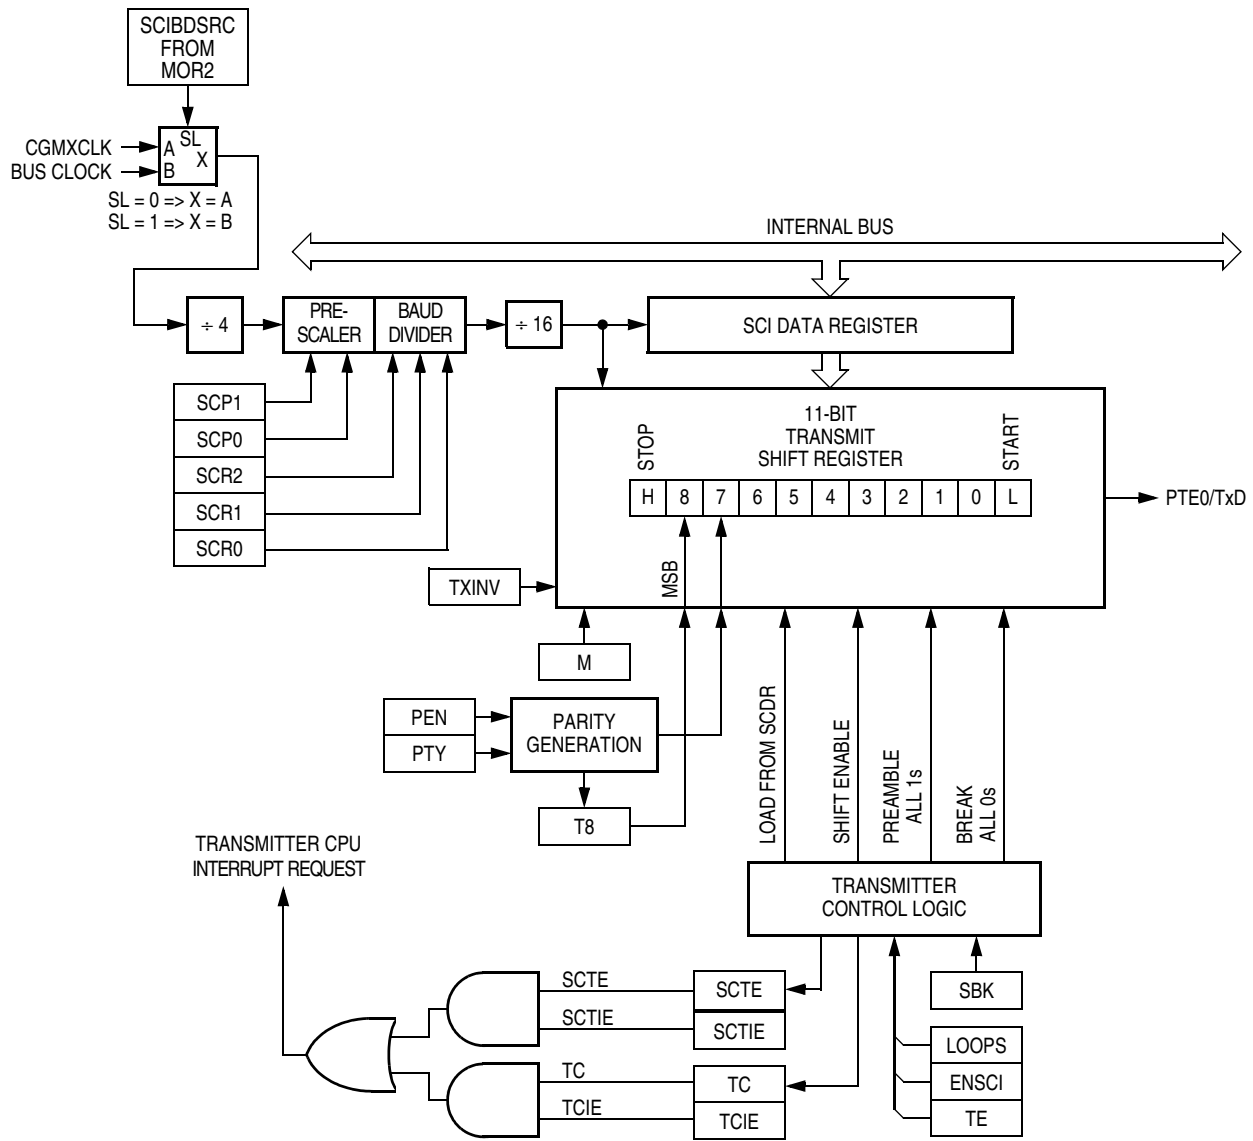 SCIBDSRC
FROM
MOR2
CGMXCLK
BUS CLOCK
A
SL
X
B
SL = 0 => X = A
SL = 1 => X = B
INTERNAL BUS
÷ 4
PRE-
SCALER
BAUD
DIVIDER
÷ 16
SCI DATA REGISTER
SCP1
SCP0
SCR2
SCR1
SCR0
STOP
11-BIT
TRANSMIT
SHIFT REGISTER
START
H 8 7 6 5 4 3 2 1 0 L
PTE0/TxD
MSB
TXINV
M
PEN
PTY
PARITY
GENERATION
T8
LOAD FROM SCDR
SHIFT ENABLE
PREAMBLE
ALL 1s
BREAK
ALL 0s
TRANSMITTER CPU
INTERRUPT REQUEST
TRANSMITTER
CONTROL LOGIC
SCTE
SCTE
SCTIE
SCTIE
TC
TC
TCIE
TCIE
SBK
LOOPS
ENSCI
TE